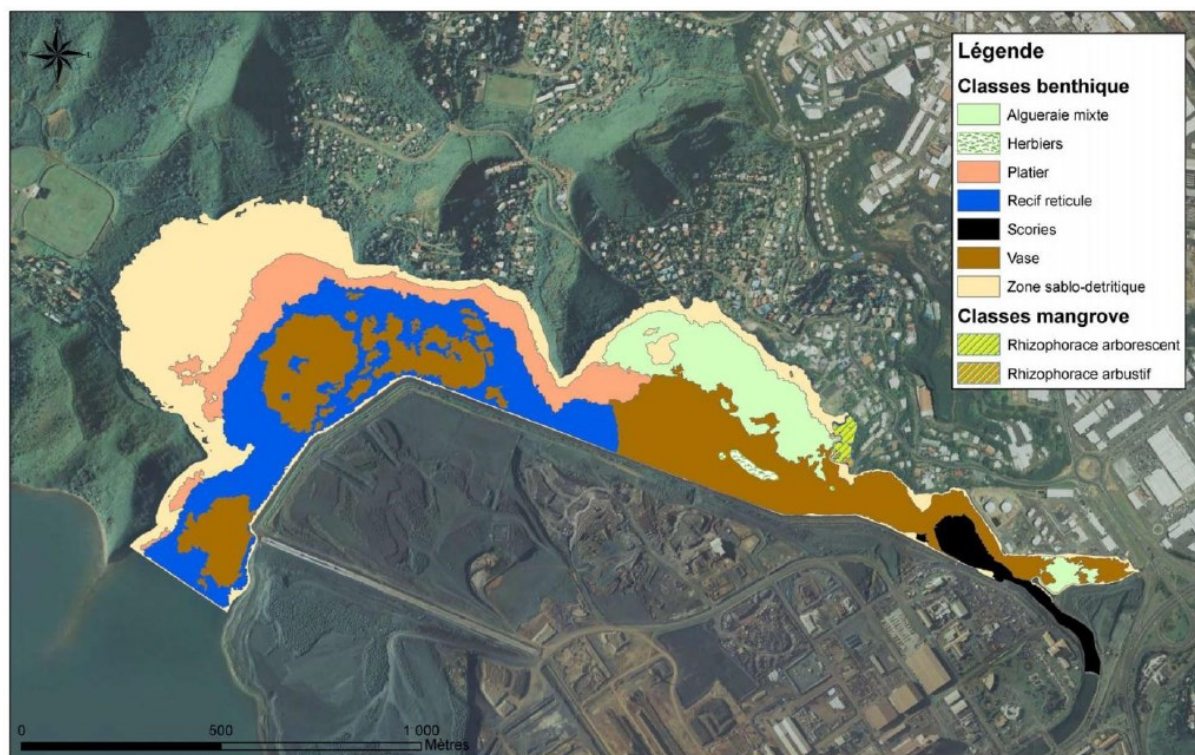 Légende
Classes benthique
Algueraie mixte
Herbiers
Platier
Recif reticule
Scories
Vase
Zone sablo-detritique
Classes mangrove
Rhizophorace arborescent
Rhizophorace arbustif
N
W
E
S
0 500 1 000
Mètres